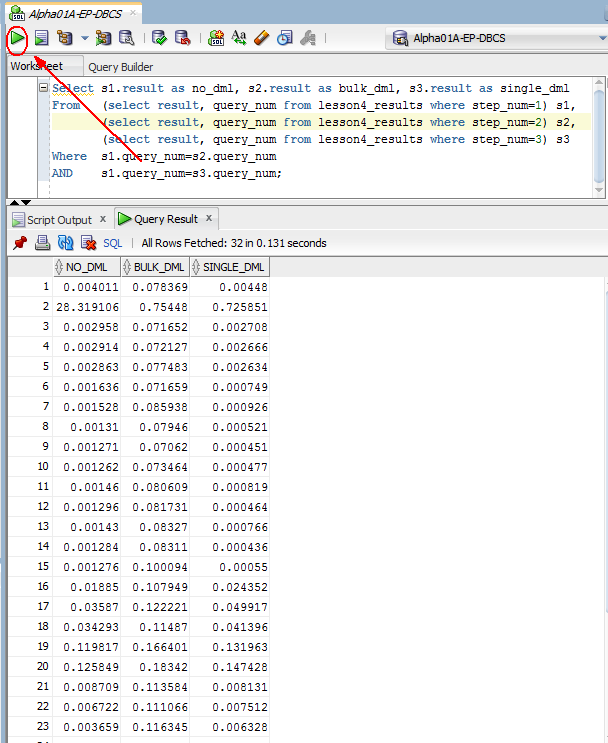 Alpha01A-EP-DBCS
SQL
Aa
Alpha01A-EP-DBCS
Worksheet Query Builder
Select s1.result as no_dml, s2.result as bulk_dml, s3.result as single_dml
From (select result, query_num from lesson4_results where step_num=1) s1,
(select result, query_num from lesson4_results where step_num=2) s2,
(select result, query_num from lesson4_results where step_num=3) s3
Where s1.query_num=s2.query_num
AND s1.query_num=s3.query_num;
Script Output x Query Result x
SQL | All Rows Fetched: 32 in 0.131 seconds
NO_DML BULK_DML SINGLE_DML
1 0.004011 0.078369 0.00448
2 28.319106 0.75448 0.725851
3 0.002958 0.071652 0.002708
4 0.002914 0.072127 0.002666
5 0.002863 0.077483 0.002634
6 0.001636 0.071659 0.000749
7 0.001528 0.085938 0.000926
8 0.00131 0.07946 0.000521
9 0.001271 0.07062 0.000451
10 0.001262 0.073464 0.000477
11 0.00146 0.080609 0.000819
12 0.001296 0.081731 0.000464
13 0.00143 0.08327 0.000766
14 0.001284 0.08311 0.000436
15 0.001276 0.100094 0.00055
16 0.01885 0.107949 0.024352
17 0.03587 0.122221 0.049917
18 0.034293 0.11487 0.041396
19 0.119817 0.166401 0.131963
20 0.125849 0.18342 0.147428
21 0.008709 0.113584 0.008131
22 0.006722 0.111066 0.007512
23 0.003659 0.116345 0.006328